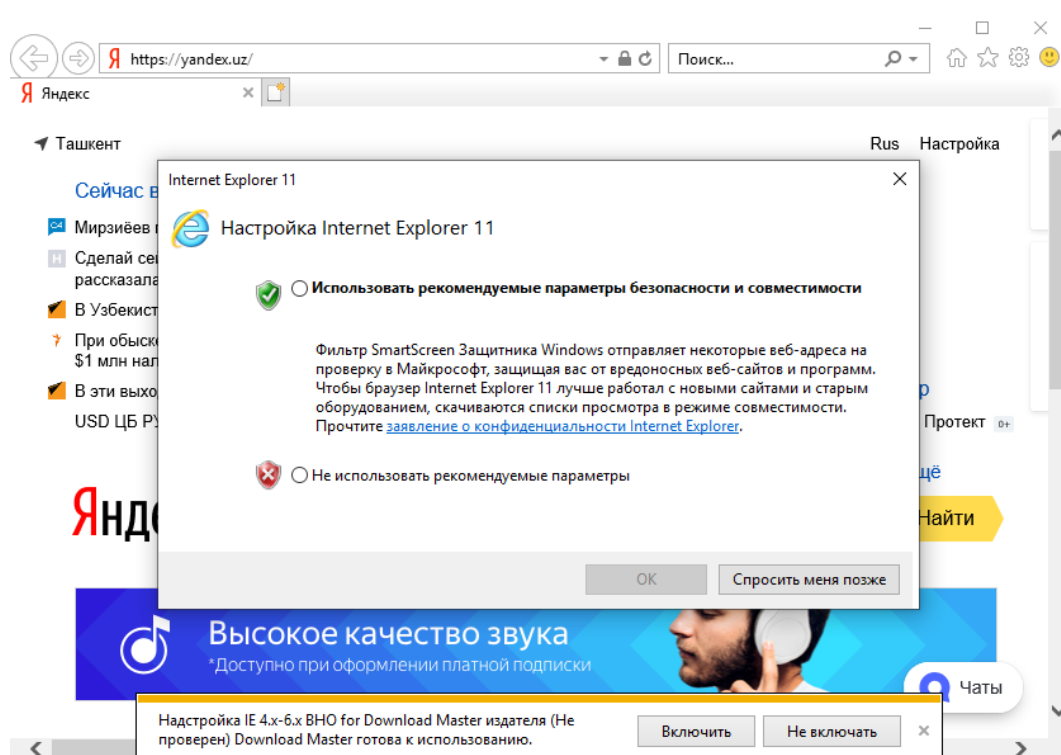 https://yandex.uz/
Поиск...
Яндекс
Ташкент
Rus Настройка
Сейчас в
Internet Explorer 11
Настройка Internet Explorer 11
Мирзиёев
Сделай
рассказала
В Узбекист
При обыск
$1 млн нал
В эти выхо
USD ЦБ Р
Использовать рекомендуемые параметры безопасности и совместимости
Фильтр SmartScreen Защитника Windows отправляет некоторые веб-адреса на
проверку в Майкрософт, защищая вас от вредоносных веб-сайтов и программ.
Чтобы браузер Internet Explorer 11 лучше работал с новыми сайтами и старым
оборудованием, скачиваются списки просмотра в режиме совместимости.
Прочтите заявление о конфиденциальности Internet Explorer.
Протект 0+
Не использовать рекомендуемые параметры
щё
Янд
Найти
OK
Спросить меня позже
Высокое качество звука
*Доступно при оформлении платной подписки
Чаты
Надстройка IE 4.x-6.x BHO for Download Master издателя (Не
проверен) Download Master готова к использованию.
Включить
Не включать